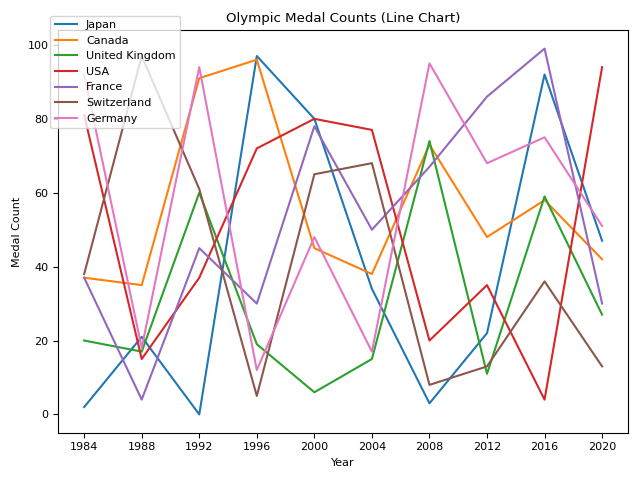 Olympic Medal Counts (Line Chart)
Japan
Canada
United Kingdom
USA
France
Switzerland
Germany
Medal Count
100
80
60
40
20
0
1984 1988 1992 1996 2000 2004 2008 2012 2016 2020
Year